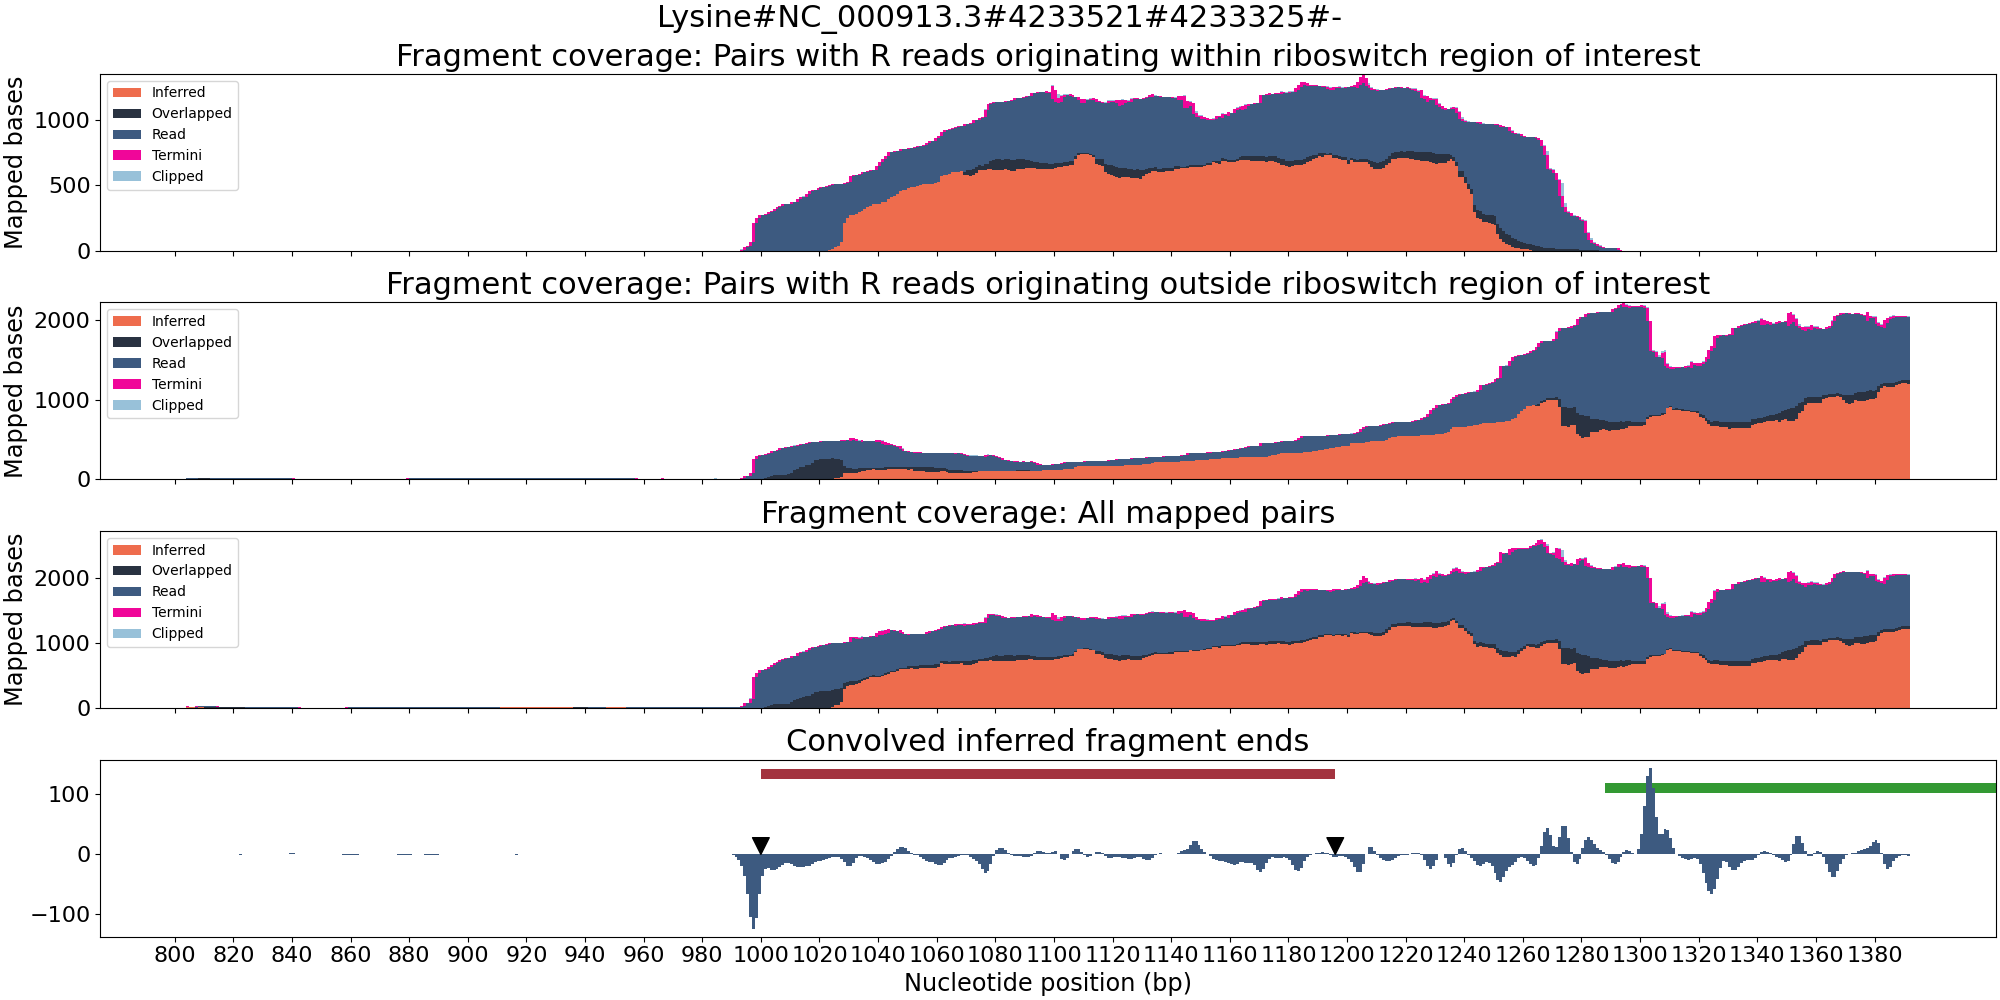 Lysine#NC_000913.3#4233521#4233325#-
Fragment coverage: Pairs with R reads originating within riboswitch region of interest
Mapped bases
1000
500
0
Inferred
Overlapped
Read
Termini
Clipped
Fragment coverage: Pairs with R reads originating outside riboswitch region of interest
Mapped bases
2000
1000
0
Inferred
Overlapped
Read
Termini
Clipped
Fragment coverage: All mapped pairs
Mapped bases
2000
1000
0
Inferred
Overlapped
Read
Termini
Clipped
Convolved inferred fragment ends
100
0
−100
800 820 840 860 880 900 920 940 960 980 1000 1020 1040 1060 1080 1100 1120 1140 1160 1180 1200 1220 1240 1260 1280 1300 1320 1340 1360 1380
Nucleotide position (bp)